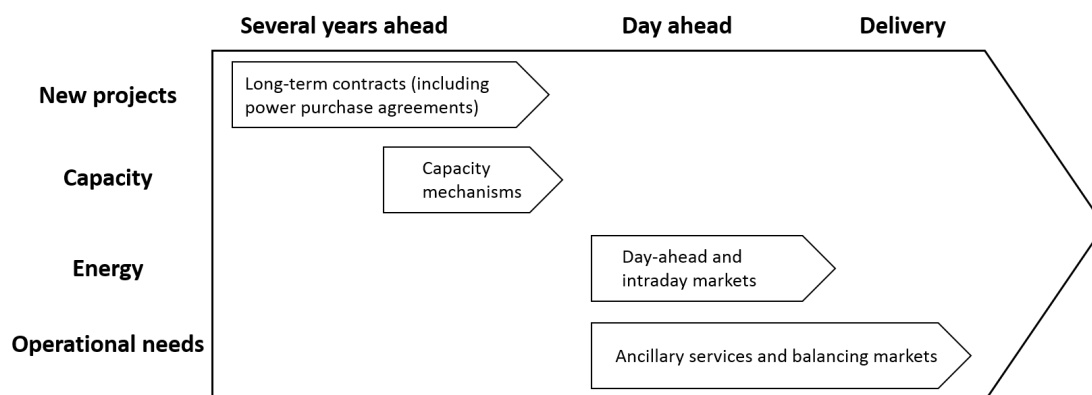 Several years ahead
Day ahead
Delivery
New projects
Long-term contracts (including
power purchase agreements)
Capacity
Capacity
mechanisms
Energy
Day-ahead and
intraday markets
Operational needs
Ancillary services and balancing markets